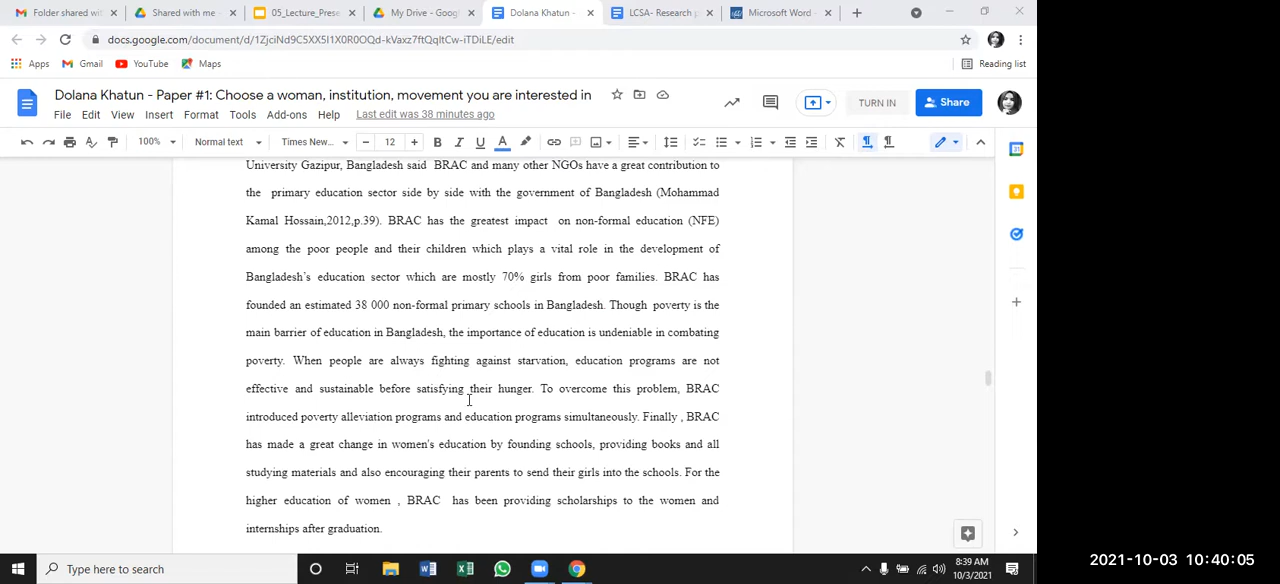 Folder shared wit
Shared with me -
05_Lecture_Prese
My Drive - Goog
Dolana Khatun -
LCSA- Research p
Microsoft Word -
docs.google.com/document/d/1ZjciNd9C5XX5I1X0R0OQd-kVaxz7ftQqItCw-iTDiLE/edit
Apps
Gmail
YouTube
Maps
Reading list
Dolana Khatun - Paper #1: Choose a woman, institution, movement you are interested in
File Edit View Insert Format Tools Add-ons Help Last edit was 38 minutes ago
TURN IN
Share
100% Normal text Times New... 12 B I U A
University Gazipur, Bangladesh said BRAC and many other NGOs have a great contribution to
the primary education sector side by side with the government of Bangladesh (Mohammad
Kamal Hossain,2012,p.39). BRAC has the greatest impact on non-formal education (NFE)
among the poor people and their children which plays a vital role in the development of
Bangladesh's education sector which are mostly 70% girls from poor families. BRAC has
founded an estimated 38 000 non-formal primary schools in Bangladesh. Though poverty is the
main barrier of education in Bangladesh, the importance of education is undeniable in combating
poverty. When people are always fighting against starvation, education programs are not
effective and sustainable before satisfying their hunger. To overcome this problem, BRAC
introduced poverty alleviation programs and education programs simultaneously. Finally , BRAC
has made a great change in women's education by founding schools, providing books and all
studying materials and also encouraging their parents to send their girls into the schools. For the
higher education of women , BRAC has been providing scholarships to the women and
internships after graduation.
Type here to search
8:39 AM
10/3/2021
2021-10-03 10:40:05